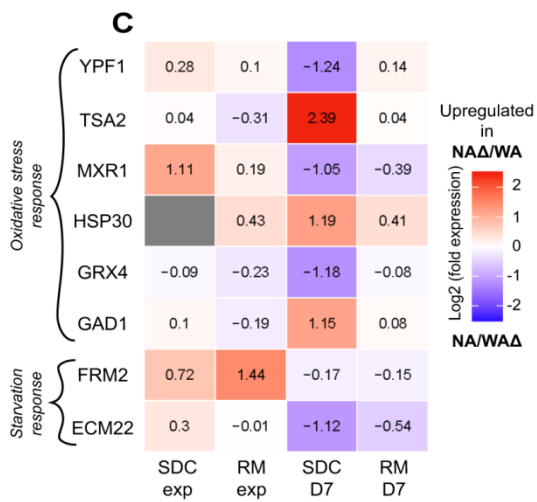 C
Oxidative stress
response
YPF1 0.28 0.1 −1.24 0.14
TSA2 0.04 −0.31 2.39 0.04
MXR1 1.11 0.19 −1.05 −0.39
HSP30 0.43 1.19 0.41
GRX4 −0.09 −0.23 −1.18 −0.08
GAD1 0.1 −0.19 1.15 0.08
Starvation
response
FRM2 0.72 1.44 −0.17 −0.15
ECM22 0.3 −0.01 −1.12 −0.54
SDC RM SDC RM
exp exp D7 D7
Upregulated
in
NAΔ/WA
Log2 (fold expression)
2
1
0
-1
-2
NA/WAΔ